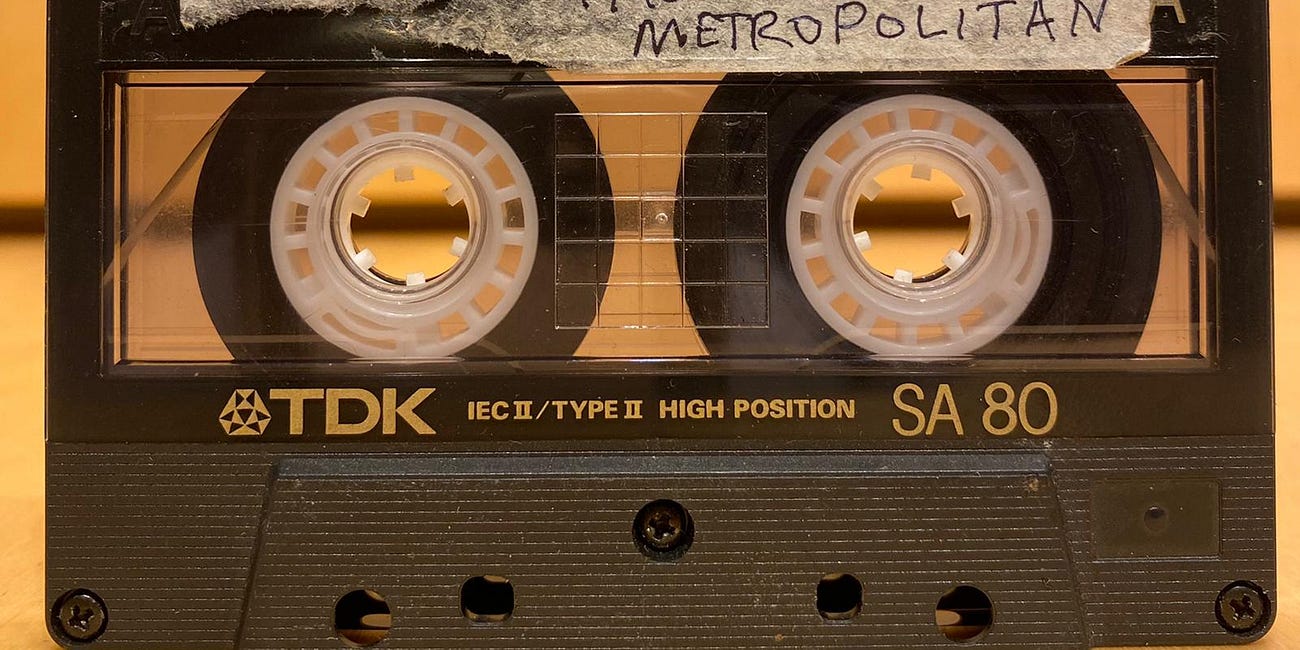 METROPOLITAN
A
TDK IEC II/TYPE II HIGH POSITION SA 80